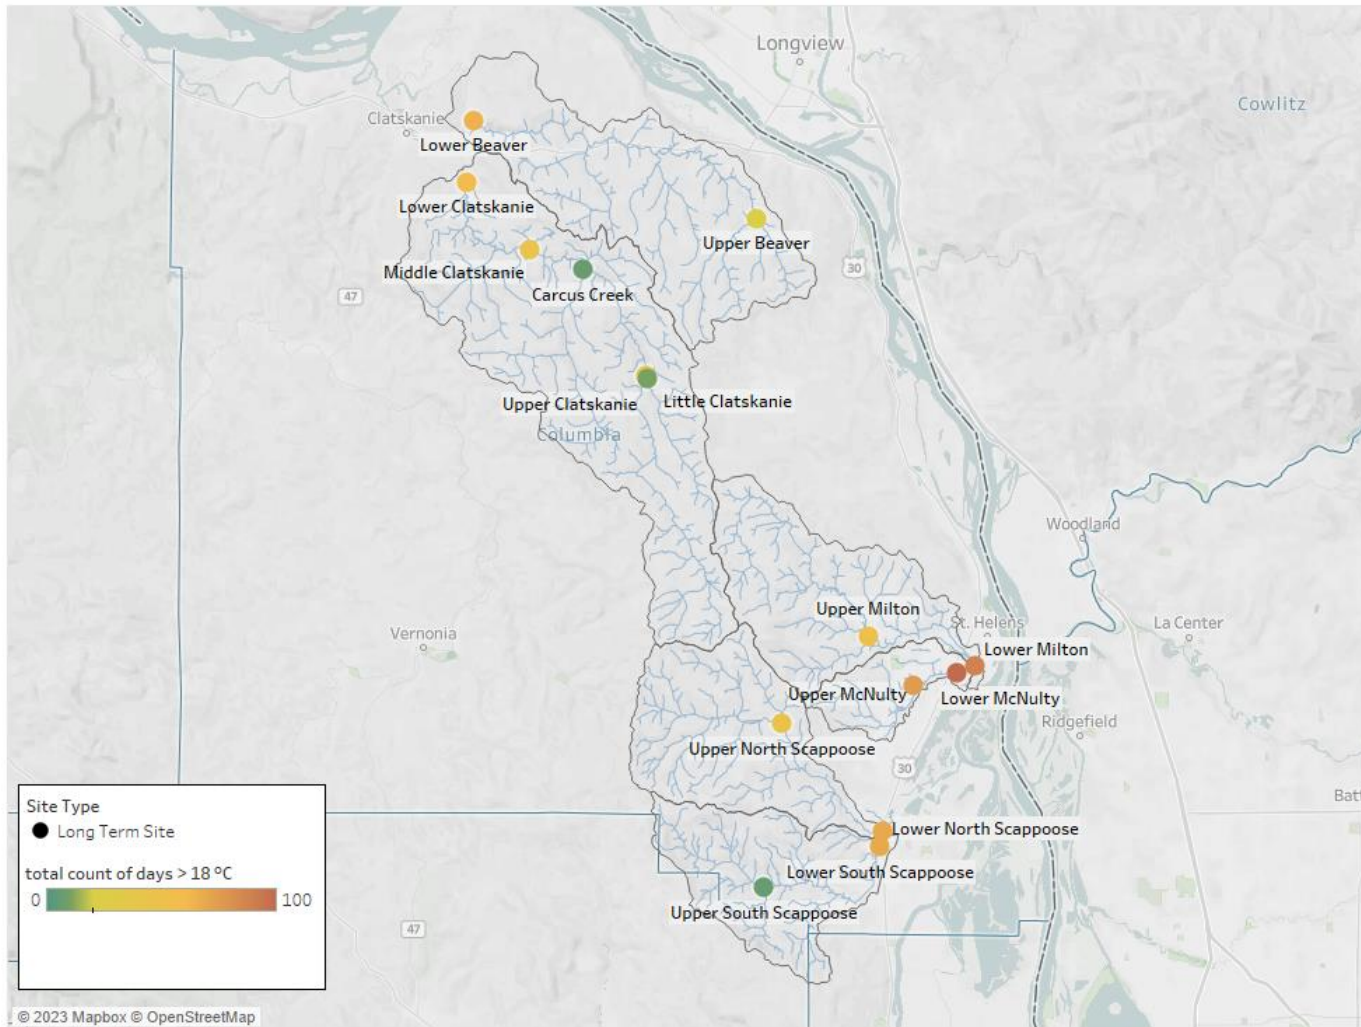 Longview
Cowlitz
Clatskanie
Lower Beaver
Lower Clatskanie
Upper Beaver
Middle Clatskanie
30
Carcus Creek
47
Upper Clatskanie
Little Clatskanie
Columbia
Woodland
Upper Milton
St. Helens
La Center
Vernonia
Lower Milton
Upper McNulty
Lower McNulty
Ridgefield
Upper North Scappoose
30
Batt
Site Type
Long Term Site
total count of days > 18 ºC
0
100
Lower North Scappoose
Lower South Scappoose
Upper South Scappoose
47
© 2023 Mapbox © OpenStreetMap